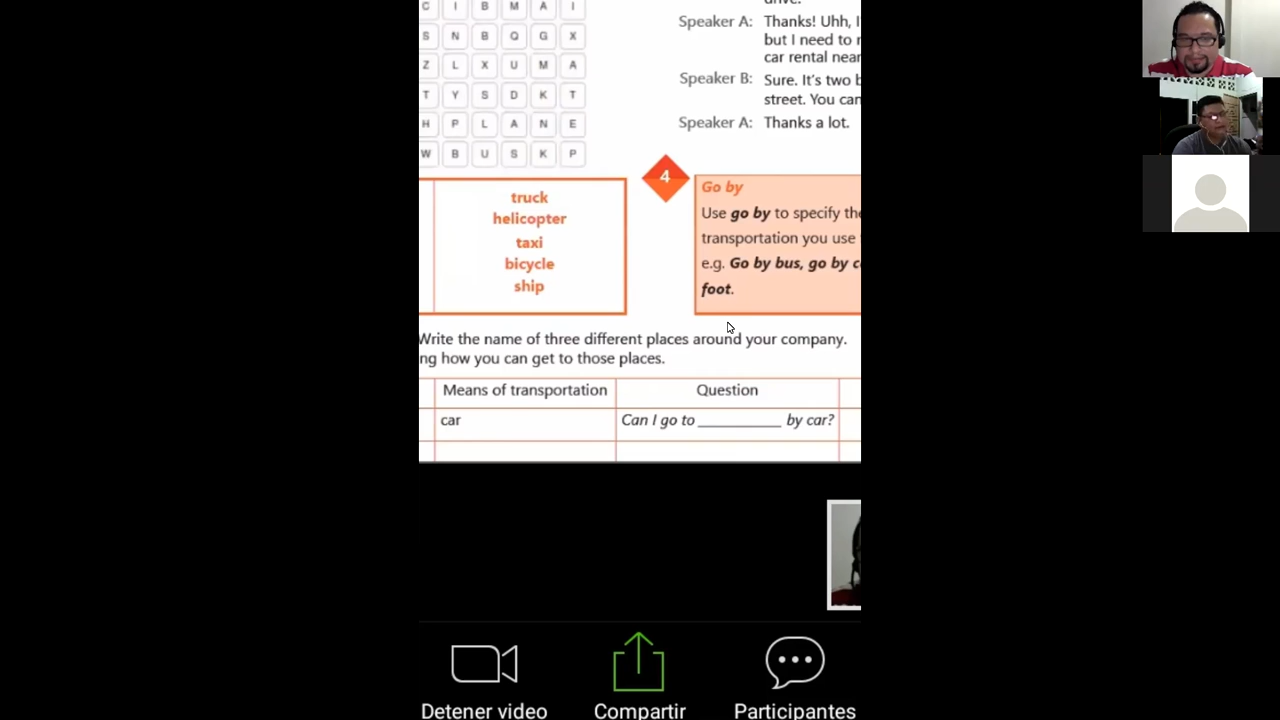 C I B M A I
S N B Q G X
Z L X U M A
T Y S D K T
H P L A N E
W B U S K P
drive.
Speaker A: Thanks! Uhh, I
but I need to
car rental near
Speaker B: Sure. It's two
street. You can
Speaker A: Thanks a lot.
truck
helicopter
taxi
bicycle
ship
4
Go by
Use go by to specify the
transportation you use
e.g. Go by bus, go by
foot.
Write the name of three different places around your company.
ng how you can get to those places.
Means of transportation Question
car Can I go to __________ by car?
Detener video Compartir Participantes